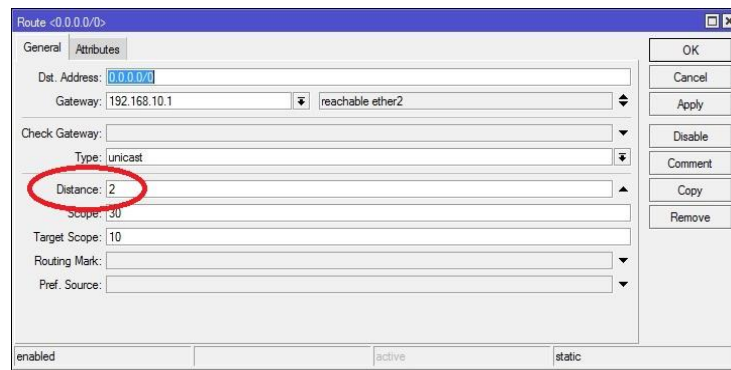 Route <0.0.0.0/0>
General Attributes
Dst. Address: 0.0.0.0/0
Gateway: 192.168.10.1 reachable ether2
Check Gateway:
Type: unicast
Distance: 2
Scope: 30
Target Scope: 10
Routing Mark:
Pref. Source:
OK
Cancel
Apply
Disable
Comment
Copy
Remove
enabled active static